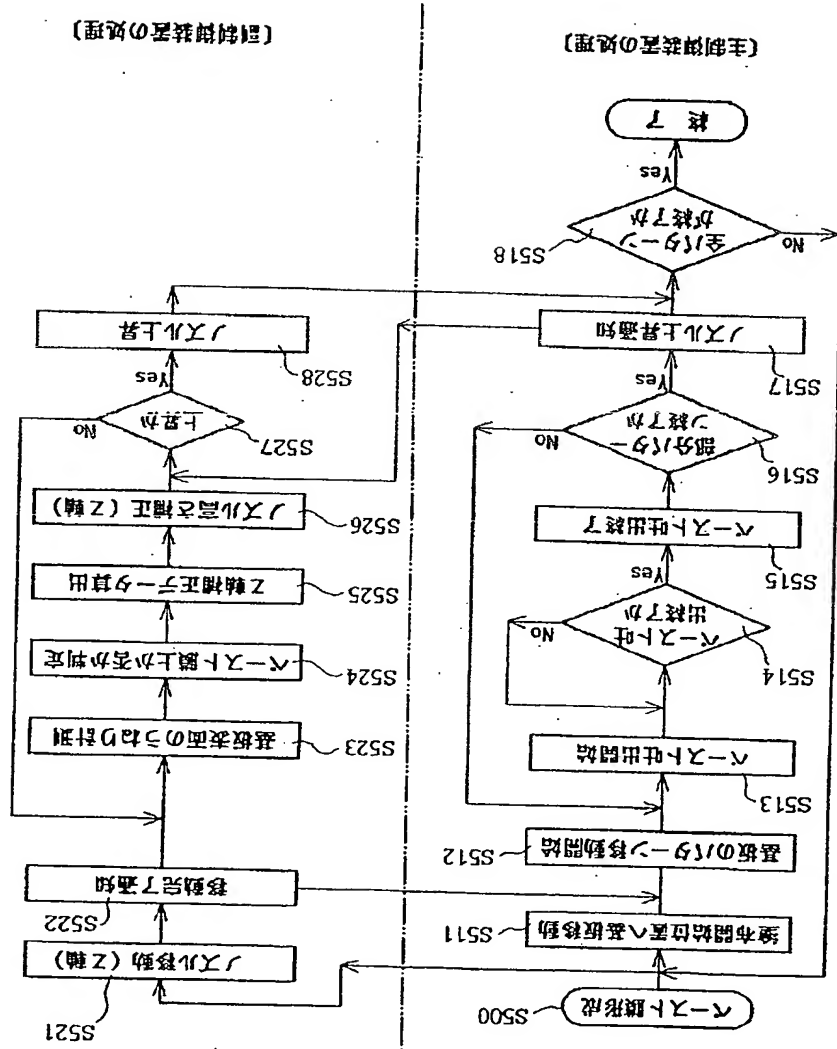 S500
ペースト膜形成
S511
塗布開始位置へ基板移動
S512
基板のパターン移動開始
S513
ペースト吐出開始
S514
ペースト吐
出終了か
No
Yes
S515
ペースト吐出終了
S516
部分パター
ン終了か
No
Yes
S517
ノズル上昇通知
S518
全パターン
が終了か
No
Yes
終 了
〔主制御装置の処理〕
S521
ノズル移動(Z軸)
S522
移動完了通知
S523
基板表面のうねり計測
S524
ペースト膜上か否か判定
S525
Z軸補正データ算出
S526
ノズル高さ補正(Z軸)
S527
上昇か
No
Yes
S528
ノズル上昇
〔副制御装置の処理〕